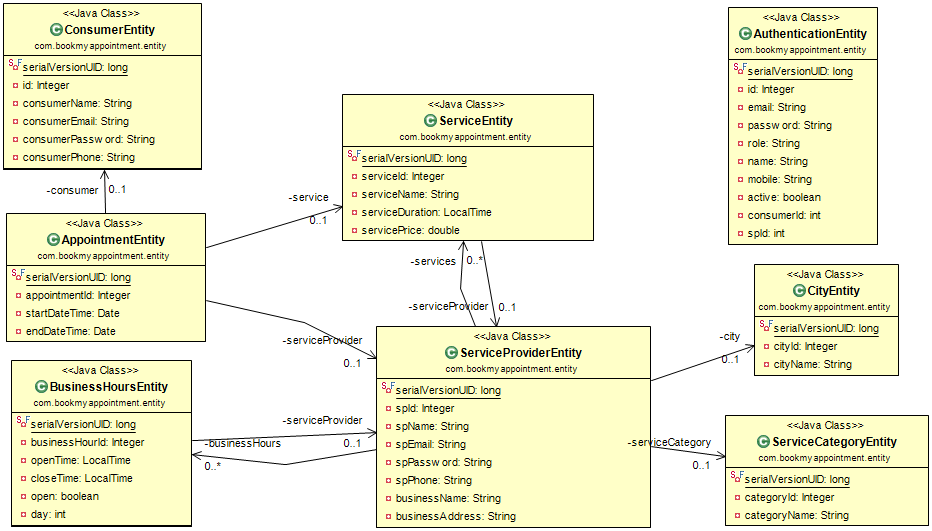 <<Java Class>>
ConsumerEntity
com.bookmyappointment.entity
serialVersionUID: long
id: Integer
consumerName: String
consumerEmail: String
consumerPassword: String
consumerPhone: String
-consumer 0..1
<<Java Class>>
AppointmentEntity
com.bookmyappointment.entity
serialVersionUID: long
appointmentId: Integer
startDateTime: Date
endDateTime: Date
-service
0..1
-serviceProvider
0..1
<<Java Class>>
BusinessHoursEntity
com.bookmyappointment.entity
serialVersionUID: long
businessHourId: Integer
openTime: LocalTime
closeTime: LocalTime
open: boolean
day: int
-serviceProvider
0..1
-businessHours
0..*
<<Java Class>>
ServiceEntity
com.bookmyappointment.entity
serialVersionUID: long
serviceId: Integer
serviceName: String
serviceDuration: LocalTime
servicePrice: double
-services 0..*
-serviceProvider 0..1
<<Java Class>>
ServiceProviderEntity
com.bookmyappointment.entity
serialVersionUID: long
spId: Integer
spName: String
spEmail: String
spPassword: String
spPhone: String
businessName: String
businessAddress: String
<<Java Class>>
AuthenticationEntity
com.bookmyappointment.entity
serialVersionUID: long
id: Integer
email: String
password: String
role: String
name: String
mobile: String
active: boolean
consumerId: int
spId: int
-city
0..1
<<Java Class>>
CityEntity
com.bookmyappointment.entity
serialVersionUID: long
cityId: Integer
cityName: String
-serviceCategory
0..1
<<Java Class>>
ServiceCategoryEntity
com.bookmyappointment.entity
serialVersionUID: long
categoryId: Integer
categoryName: String